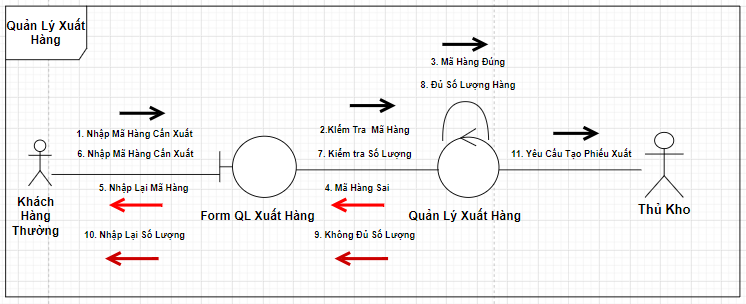 Quản Lý Xuất
Hàng
3. Mã Hàng Đúng
8. Đủ Số Lượng Hàng
1. Nhập Mã Hàng Cần Xuất
2.Kiểm Tra Mã Hàng
6. Nhập Mã Hàng Cần Xuất
7. Kiểm tra Số Lượng
11. Yêu Cầu Tạo Phiếu Xuất
5. Nhập Lại Mã Hàng
4. Mã Hàng Sai
Khách
Hàng
Thường
Form QL Xuất Hàng
Quản Lý Xuất Hàng
Thủ Kho
10. Nhập Lại Số Lượng
9. Không Đủ Số Lượng